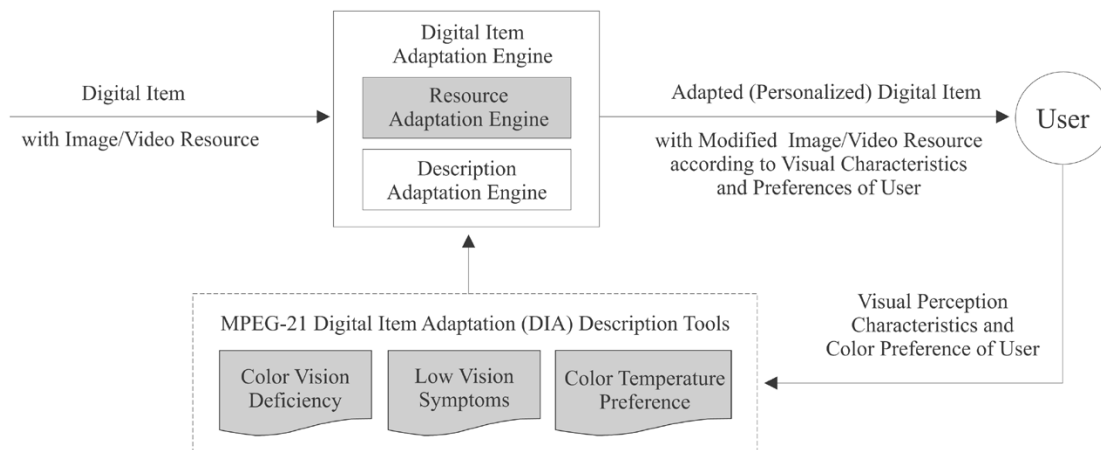 Digital Item
with Image/Video Resource
Digital Item
Adaptation Engine
Resource
Adaptation Engine
Description
Adaptation Engine
Adapted (Personalized) Digital Item
with Modified Image/Video Resource
according to Visual Characteristics
and Preferences of User
User
Visual Perception
Characteristics and
Color Preference of User
MPEG-21 Digital Item Adaptation (DIA) Description Tools
Color Vision
Deficiency
Low Vision
Symptoms
Color Temperature
Preference